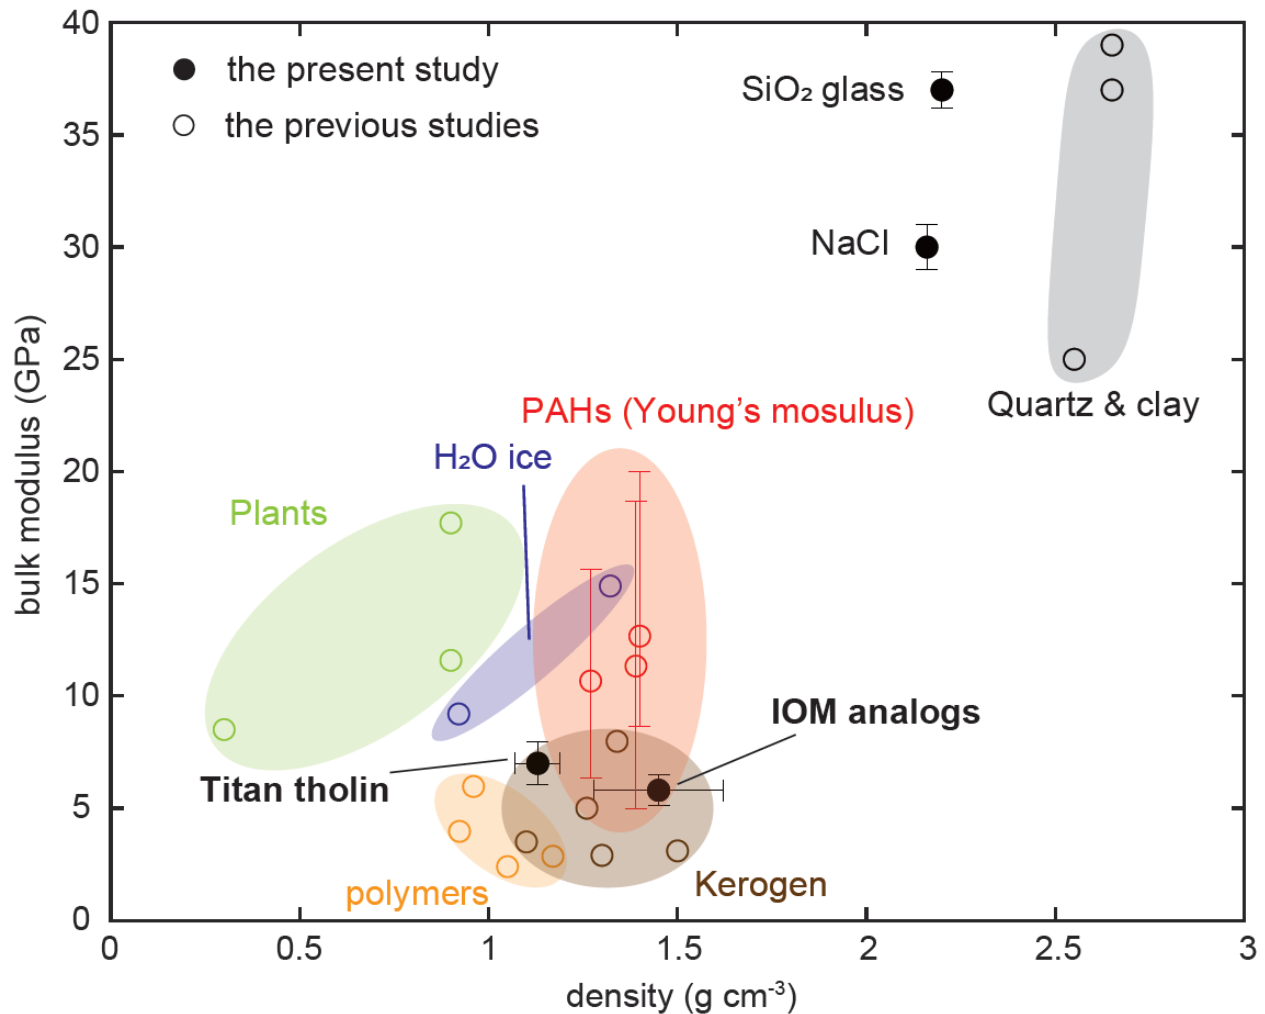 40
35
30
25
20
15
10
5
0
bulk modulus (GPa)
the present study
the previous studies
SiO₂ glass
NaCl
Quartz & clay
PAHs (Young's mosulus)
H₂O ice
Plants
IOM analogs
Titan tholin
Kerogen
polymers
0 0.5 1 1.5 2 2.5 3
density (g cm⁻³)